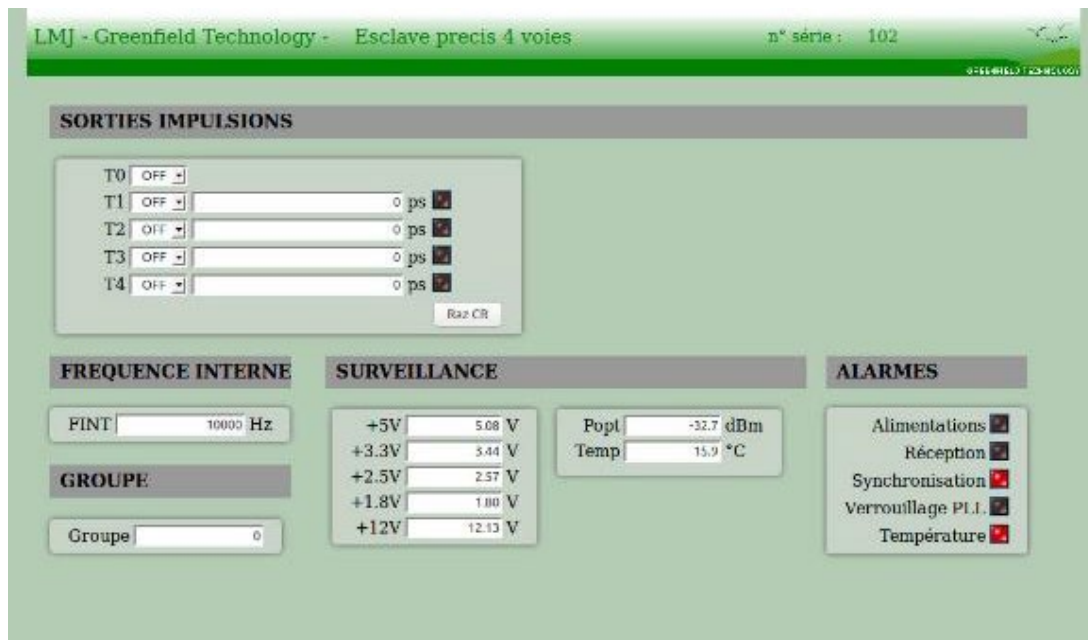 LMJ - Greenfield Technology - Esclave precis 4 voies n° série : 102
GREENFIELD TECHNOLOGY
SORTIES IMPULSIONS
T0 OFF
T1 OFF 0 ps
T2 OFF 0 ps
T3 OFF 0 ps
T4 OFF 0 ps
Raz CR
FREQUENCE INTERNE
FINT 10000 Hz
GROUPE
Groupe 0
SURVEILLANCE
+5V 5.08 V
+3.3V 3.44 V
+2.5V 2.57 V
+1.8V 1.80 V
+12V 12.13 V
Popt -32.7 dBm
Temp 15.9 °C
ALARMES
Alimentations
Réception
Synchronisation
Verrouillage PLL
Température